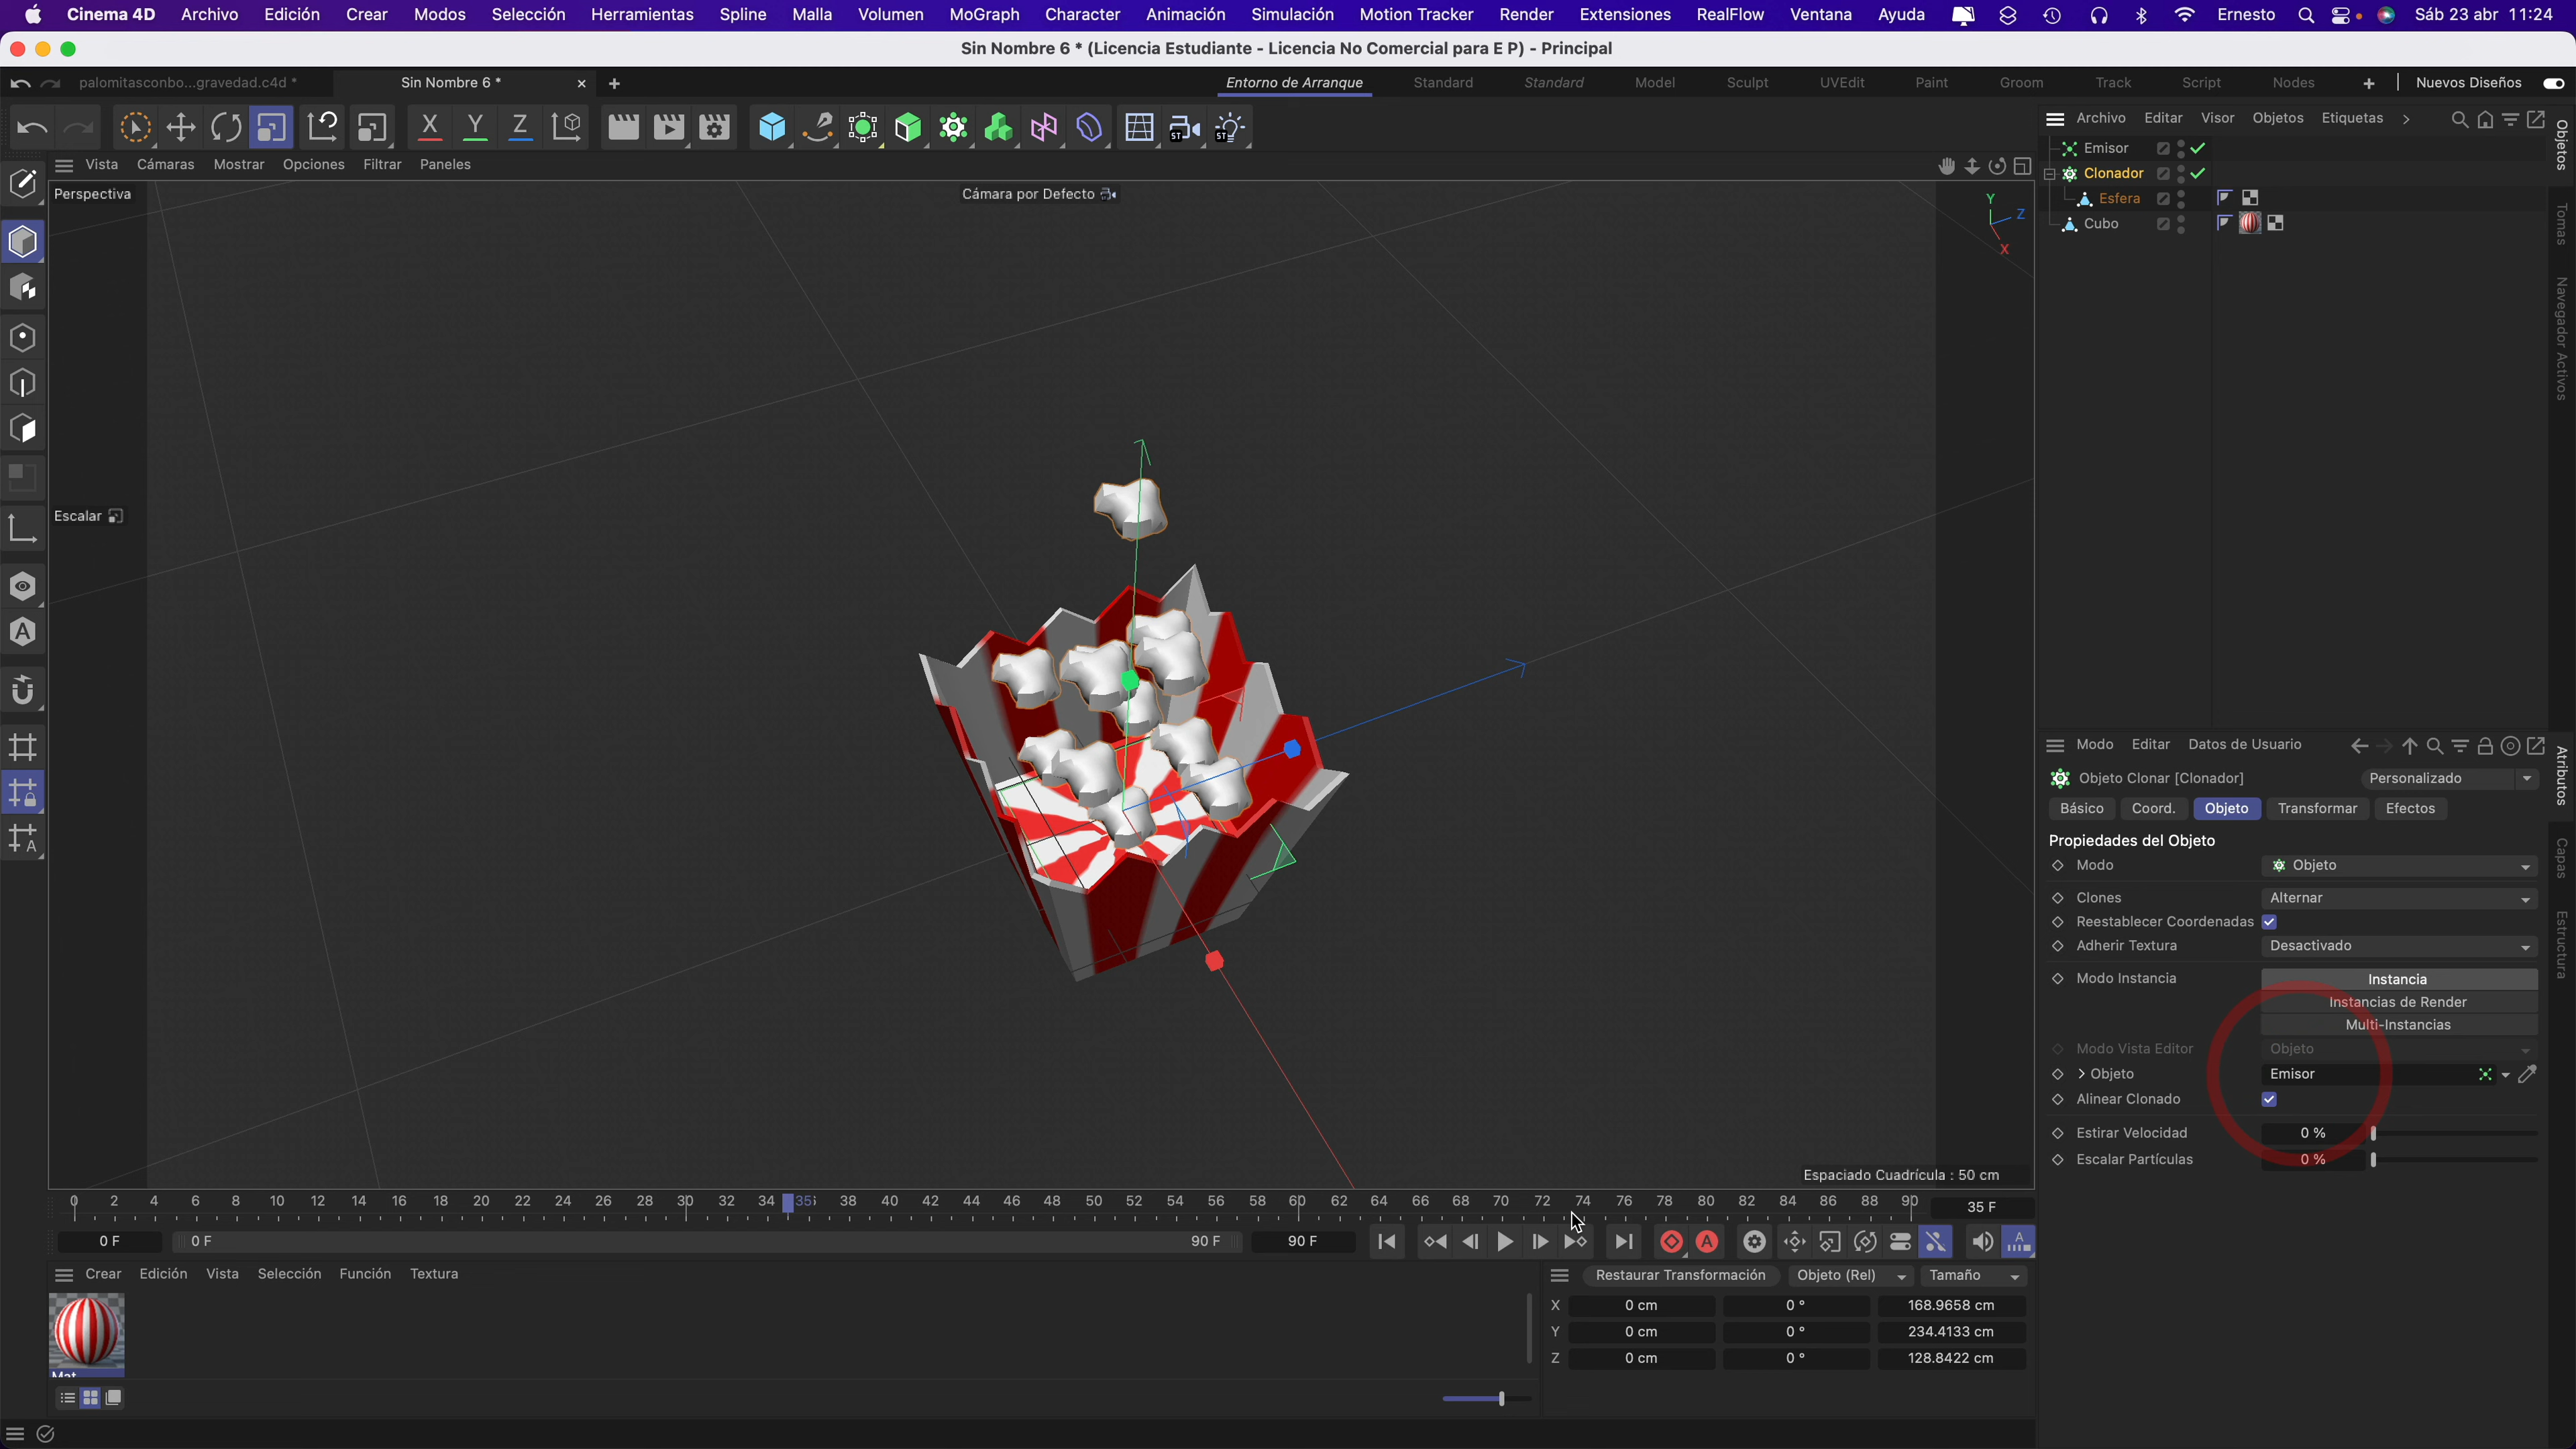 Cinema 4D Archivo Edición Crear Modos Selección Herramientas Spline Malla Volumen MoGraph Character Animación Simulación Motion Tracker Render Extensiones RealFlow Ventana Ayuda Ernesto Sáb 23 abr 11:24
Sin Nombre 6 * (Licencia Estudiante - Licencia No Comercial para E P) - Principal
palomitasconbo...gravedad.c4d * Sin Nombre 6 * Entorno de Arranque Standard Standard Model Sculpt UVEdit Paint Groom Track Script Nodes Nuevos Diseños
X Y Z ST ST
Archivo Editar Visor Objetos Etiquetas
Vista Cámaras Mostrar Opciones Filtrar Paneles
Perspectiva
Cámara por Defecto
Y
Z
X
Escalar
Emisor
Clonador
Esfera
Cubo
Objetos
Tomas
Navegador Activos
Modo Editar Datos de Usuario
Objeto Clonar [Clonador] Personalizado
Básico Coord. Objeto Transformar Efectos
Propiedades del Objeto
Modo Objeto
Clones Alternar
Reestablecer Coordenadas
Adherir Textura Desactivado
Modo Instancia Instancia
Instancias de Render
Multi-Instancias
Modo Vista Editor Objeto
Objeto Emisor
Alinear Clonado
Estirar Velocidad 0 %
Escalar Partículas 0 %
Atributos
Capas
Estructura
A
A
Espaciado Cuadrícula : 50 cm
0 2 4 6 8 10 12 14 16 18 20 22 24 26 28 30 32 34 35 38 40 42 44 46 48 50 52 54 56 58 60 62 64 66 68 70 72 74 76 78 80 82 84 86 88 90 35 F
0 F 0 F 90 F 90 F A A
Crear Edición Vista Selección Función Textura
Mat
Restaurar Transformación Objeto (Rel) Tamaño
X 0 cm 0 ° 168.9658 cm
Y 0 cm 0 ° 234.4133 cm
Z 0 cm 0 ° 128.8422 cm